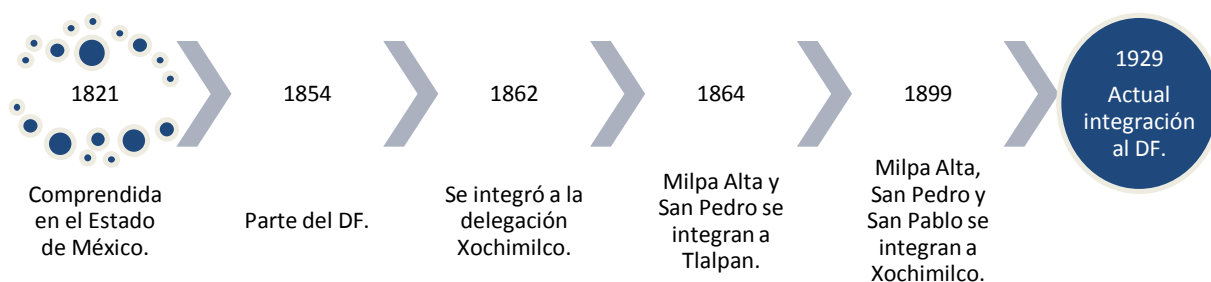 1821
Comprendida
en el Estado
de México.
1854
Parte del DF.
1862
Se integró a la
delegación
Xochimilco.
1864
Milpa Alta y
San Pedro se
integran a
Tlalpan.
1899
Milpa Alta,
San Pedro y
San Pablo se
integran a
Xochimilco.
1929
Actual
integración
al DF.